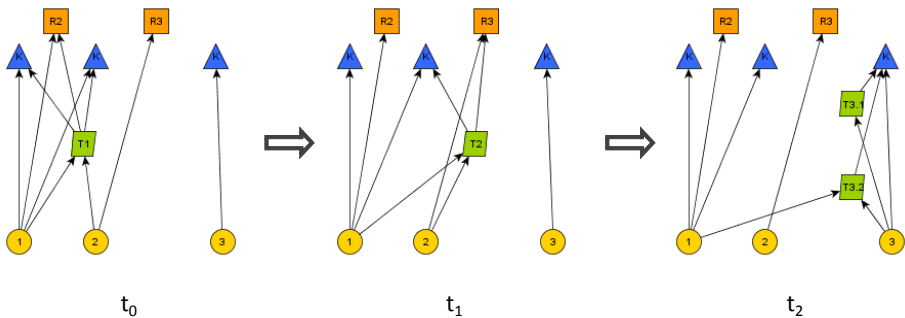 R2 R3 R2 R3 R2 R3
K K K K K K K K K
T3.1
T1 T2
T3.2
1 2 3 1 2 3 1 2 3
t0 t1 t2